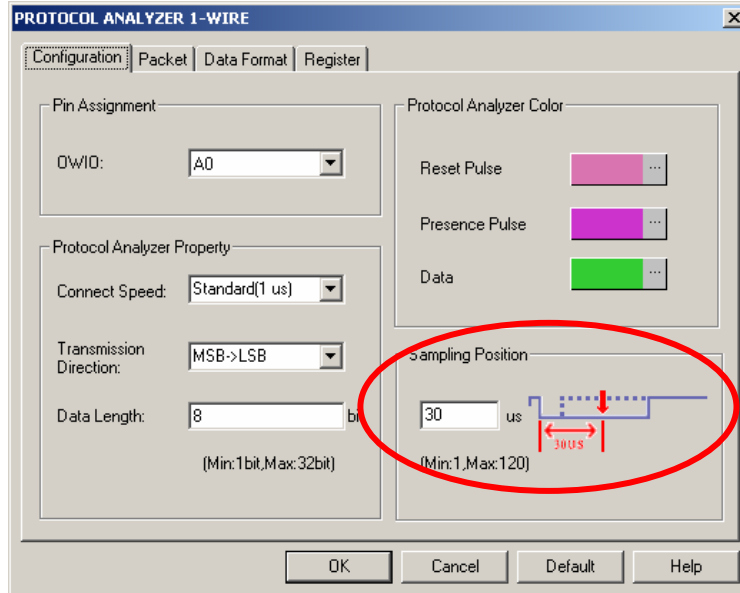 PROTOCOL ANALYZER 1-WIRE
Configuration Packet Data Format Register
Pin Assignment
OWIO: A0
Protocol Analyzer Property
Connect Speed: Standard(1 us)
Transmission
Direction: MSB->LSB
Data Length: 8
(Min:1bit,Max:32bit)
Protocol Analyzer Color
Reset Pulse ...
Presence Pulse ...
Data ...
Sampling Position
30 us
30US
(Min:1,Max:120)
OK Cancel Default Help